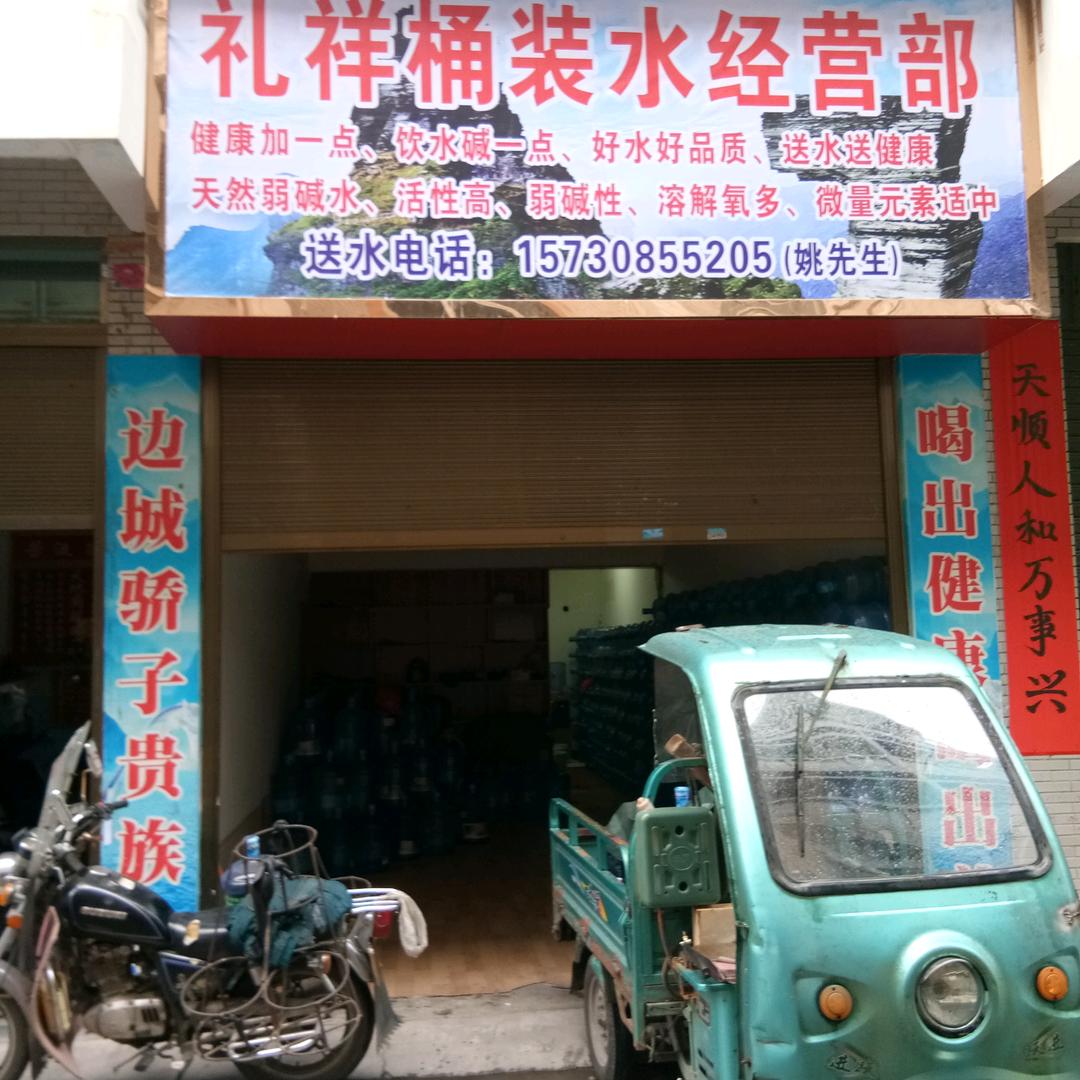 礼祥桶装水经营部
健康加一点、饮水碱一点、好水好品质、送水送健康
天然弱碱水、活性高、弱碱性、溶解氧多、微量元素适中
送水电话：15730855205(姚先生)
边城骄子贵族
喝出健康
出
天顺人和万事兴